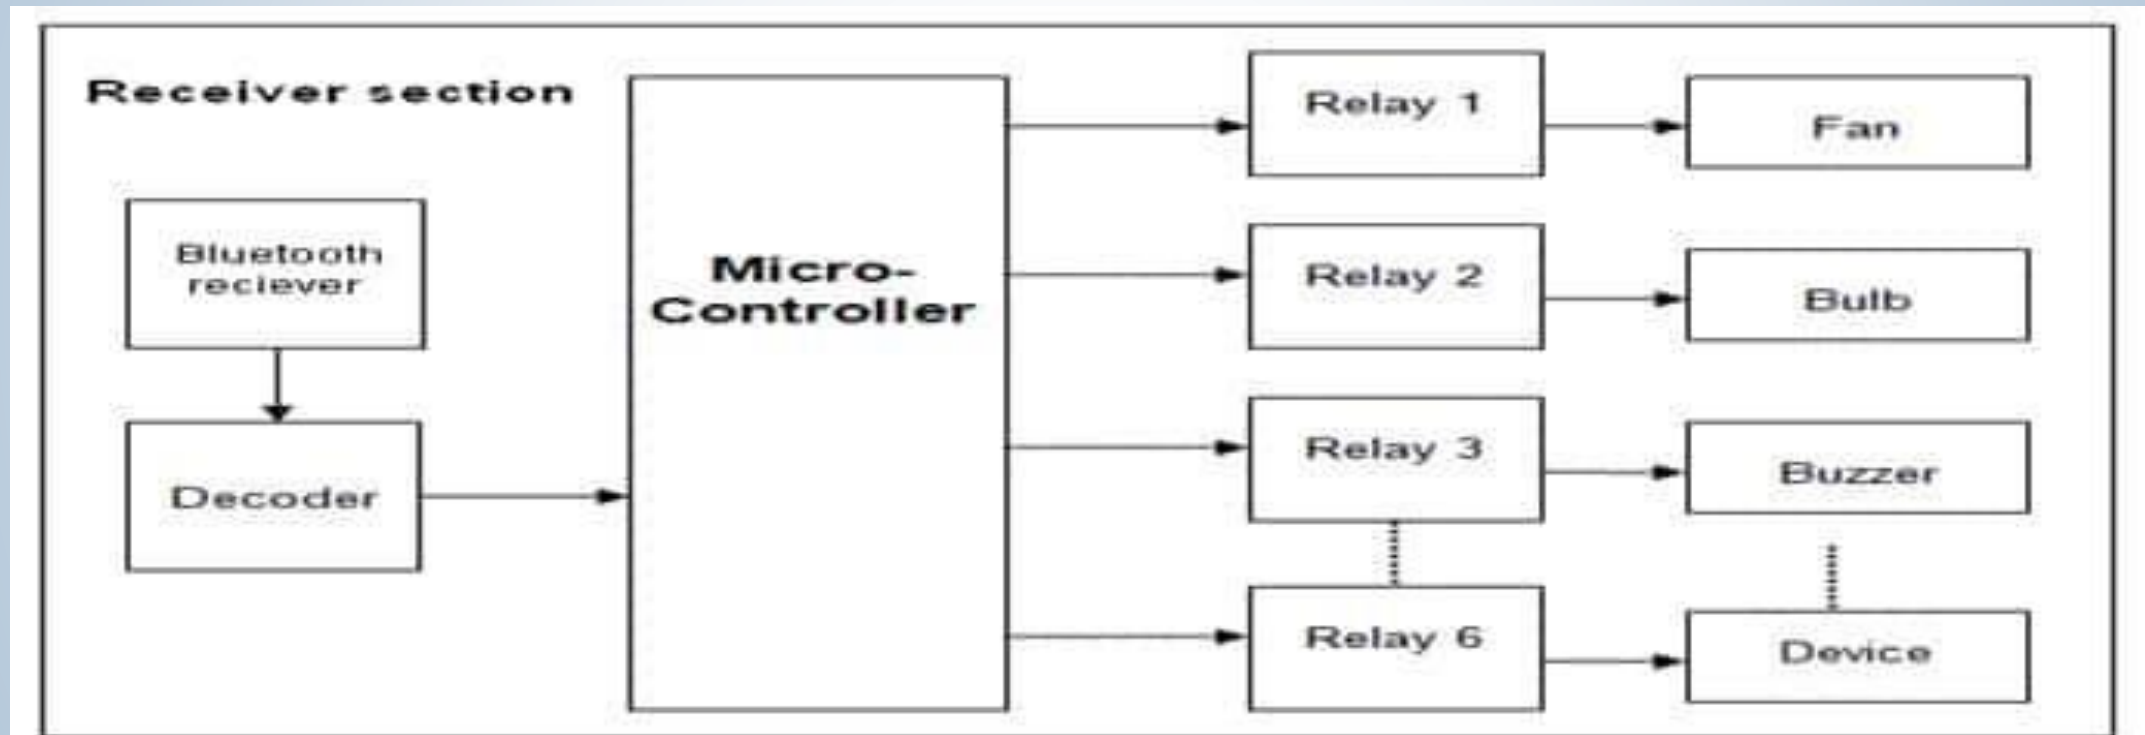 Receiver section
Bluetooth
reciever
Decoder
Micro-
Controller
Relay 1
Fan
Relay 2
Bulb
Relay 3
Buzzer
Relay 6
Device